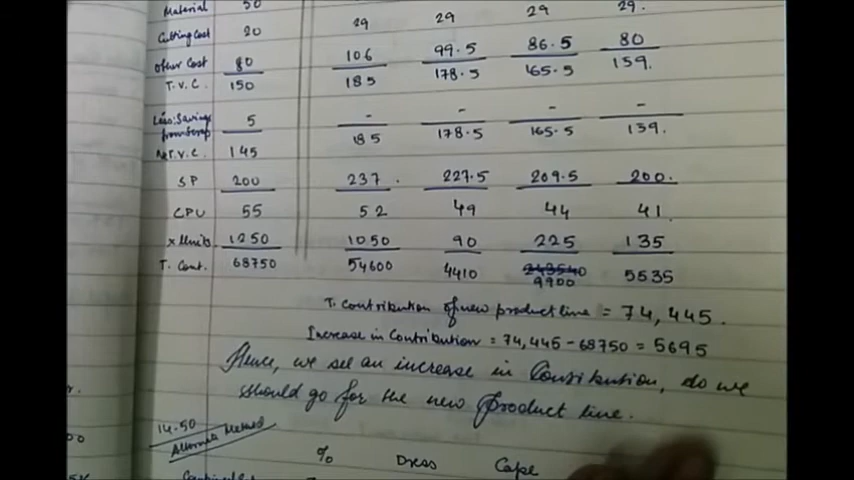 Material 50
29 29 29 29.
Cutting Cost 20
Other Cost 80 106 99.5 86.5 80
T.V.C. 150 185 178.5 165.5 159.
Less: Savings from Scrap 5 - - - -
Net T.V.C. 145 185 178.5 165.5 139.
SP 200 237. 227.5 209.5 200.
CPU 55 52 49 44 41
x Units 1250 1050 90 225 135
T. Cont. 68750 54600 4410 9900 5535
T. Contribution of new product line = 74,445.
Increase in Contribution = 74,445 - 68750 = 5695
Hence, we see an increase in Contribution, so we
should go for the new product line.
14.50
Alternate Method
% Dress Cape